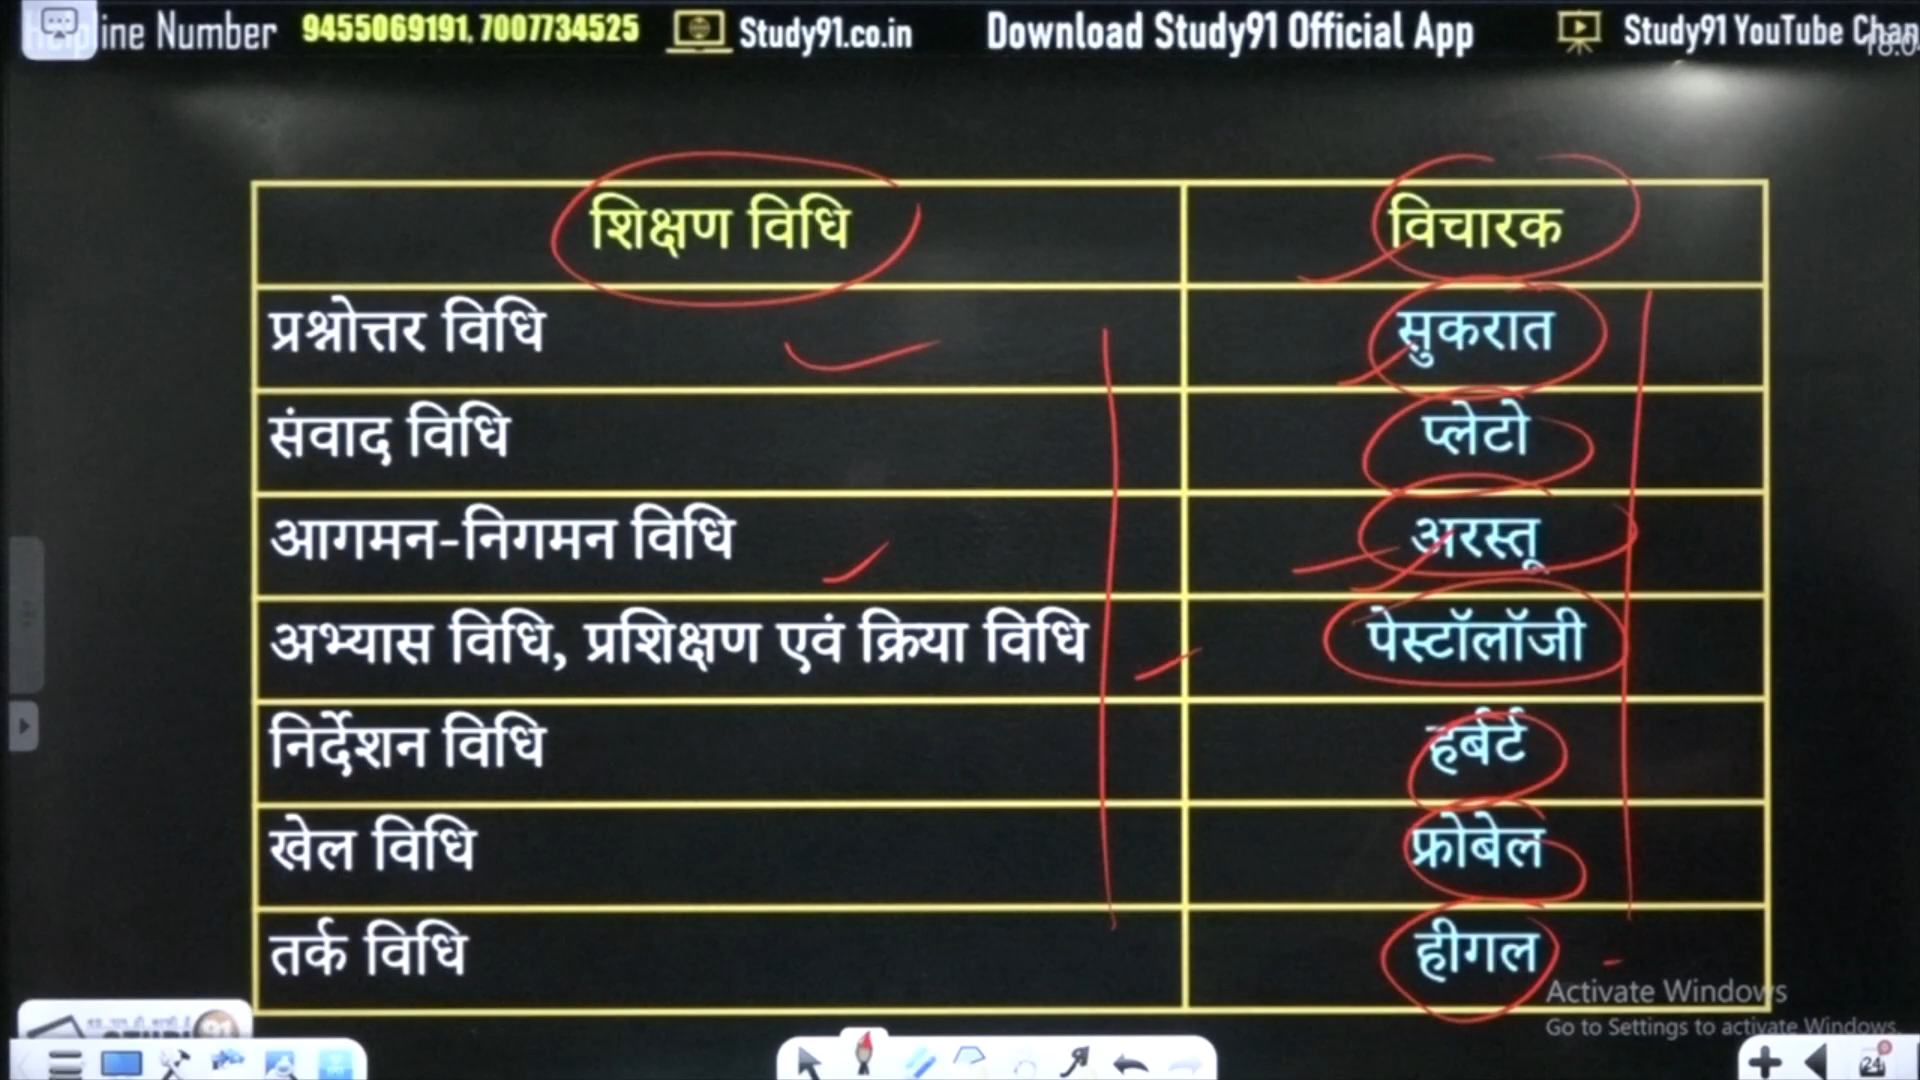 Helpline Number 9455069191, 7007734525 Study91.co.in Download Study91 Official App Study91 YouTube Chan
शिक्षण विधि विचारक
प्रश्नोत्तर विधि सुकरात
संवाद विधि प्लेटो
आगमन-निगमन विधि अरस्तू
अभ्यास विधि, प्रशिक्षण एवं क्रिया विधि पेस्टॉलॉजी
निर्देशन विधि हर्बर्ट
खेल विधि फ्रोबेल
तर्क विधि हीगल
Activate Windows
Go to Settings to activate Windows.
24